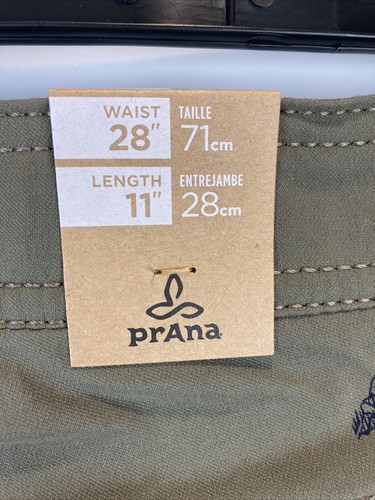 WAIST TAILLE
28" 71cm
LENGTH ENTREJAMBE
11" 28cm
prAna